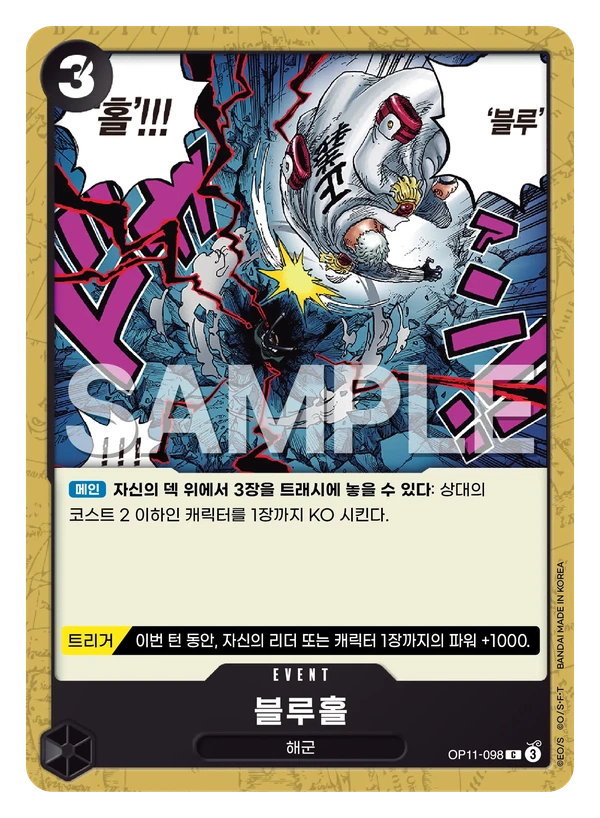 3
'홀'!!!
'블루'
SAMPLE
!!!
메인 자신의 덱 위에서 3장을 트래시에 놓을 수 있다: 상대의
코스트 2 이하인 캐릭터를 1장까지 KO 시킨다.
트리거 이번 턴 동안, 자신의 리더 또는 캐릭터 1장까지의 파워 +1000.
EVENT
블루홀
해군
OP11-098 C 3
©EO/S ©O/S·F·T BANDAI MADE IN KOREA